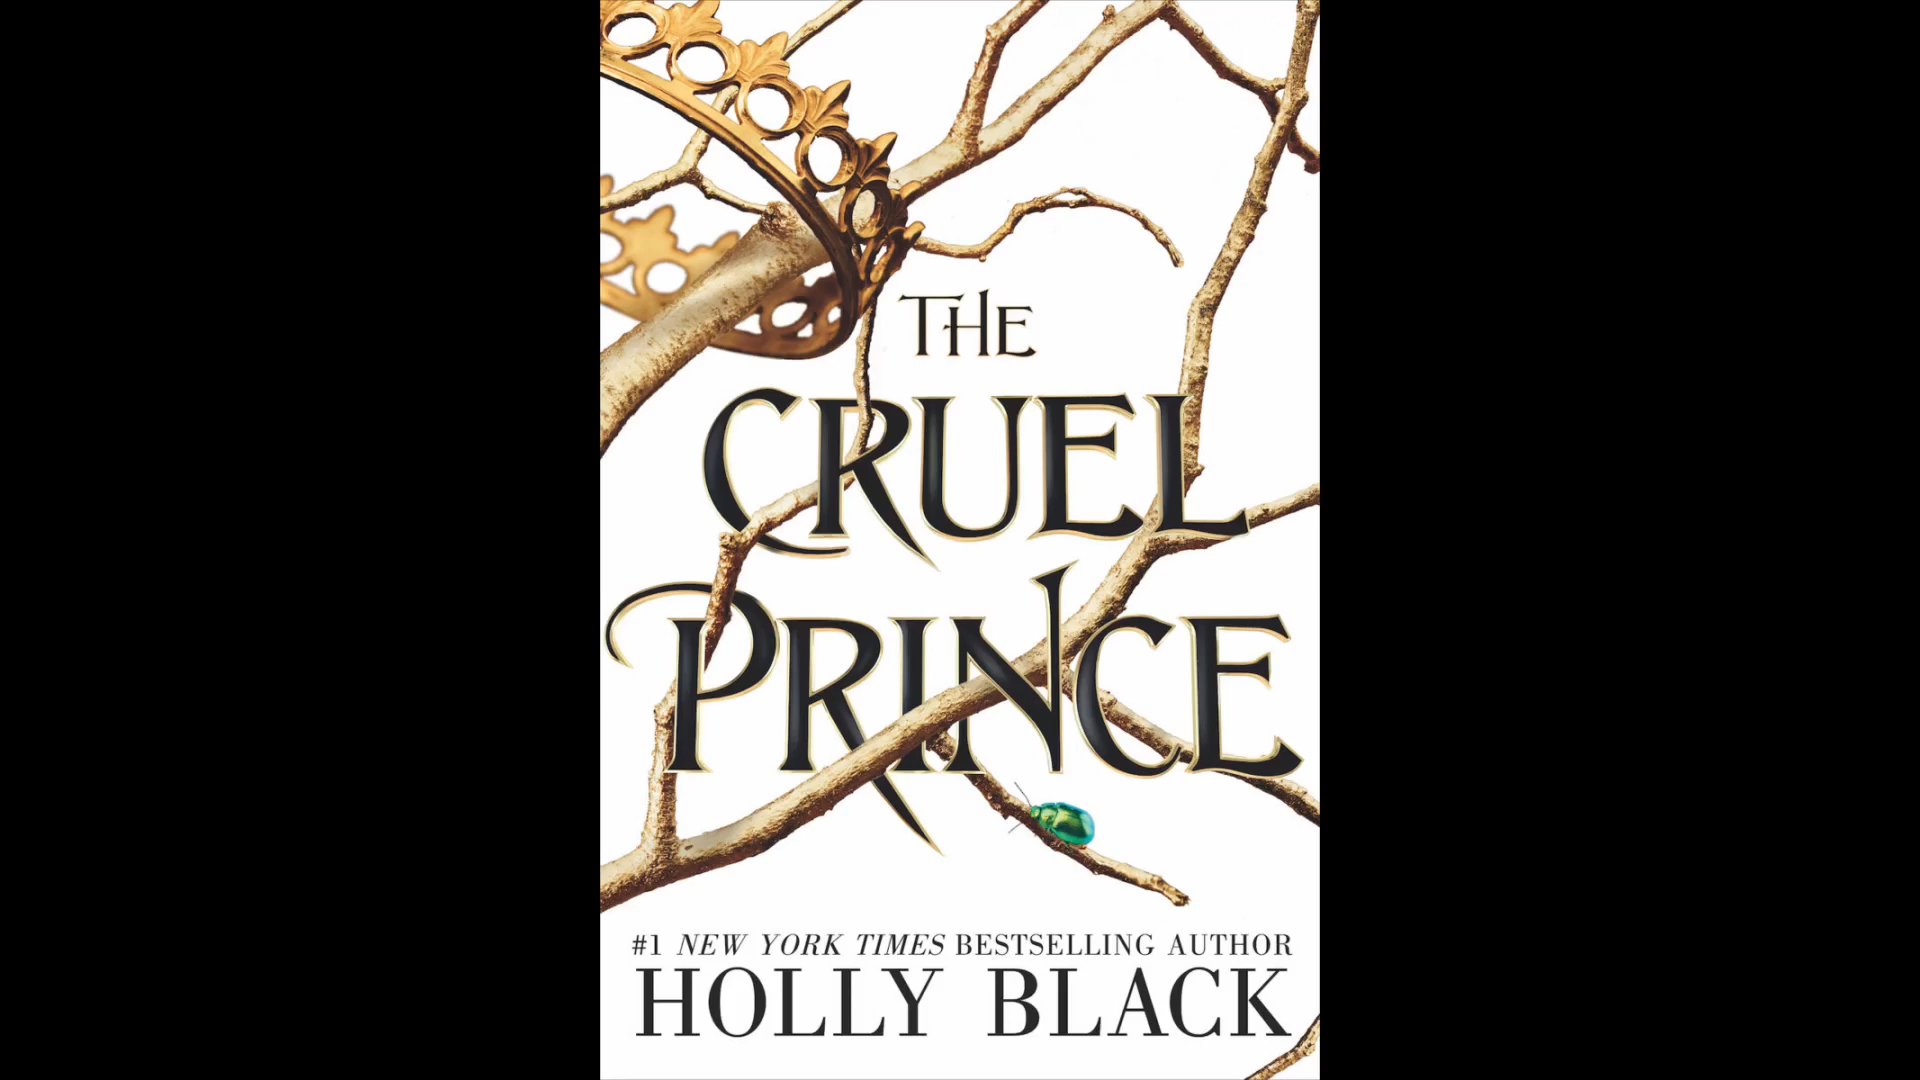 THE
CRUEL
PRINCE
#1 NEW YORK TIMES BESTSELLING AUTHOR
HOLLY BLACK